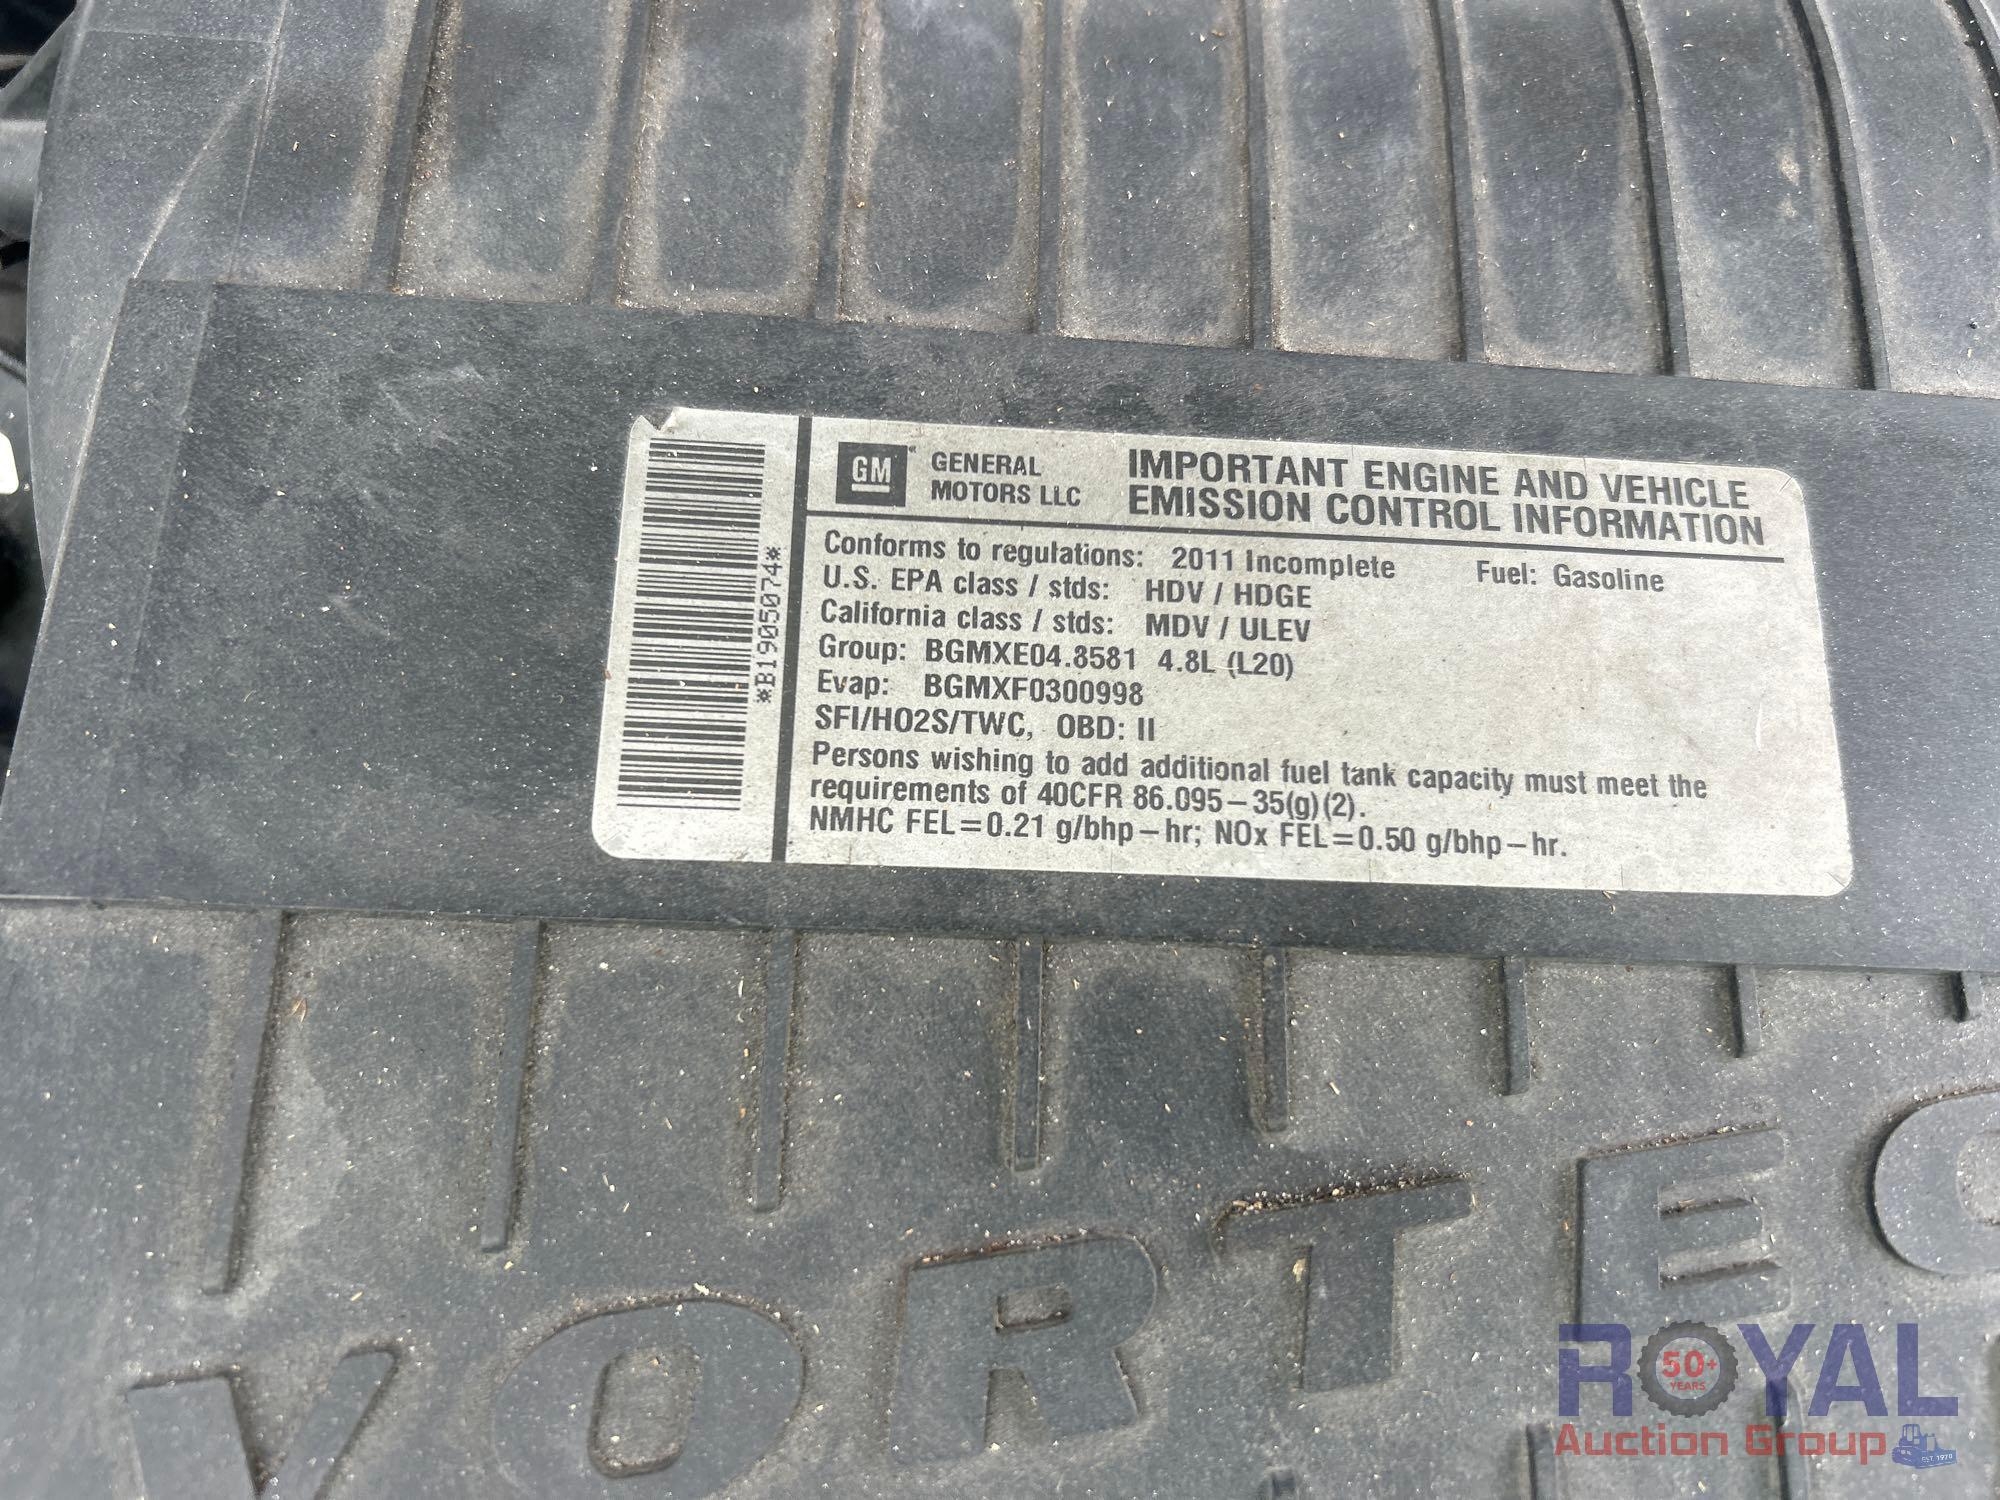 *B19050774*
GM
GENERAL
MOTORS LLC
IMPORTANT ENGINE AND VEHICLE
EMISSION CONTROL INFORMATION
Conforms to regulations: 2011 Incomplete Fuel: Gasoline
U.S. EPA class / stds: HDV / HDGE
California class / stds: MDV / ULEV
Group: BGMXE04.8581 4.8L (L20)
Evap: BGMXF0300998
SFI/HO2S/TWC, OBD: II
Persons wishing to add additional fuel tank capacity must meet the
requirements of 40CFR 86.095-35(g)(2).
NMHC FEL=0.21 g/bhp-hr; NOx FEL=0.50 g/bhp-hr.
VORTEC
ROYAL
50+
YEARS
Auction Group
EST. 1970